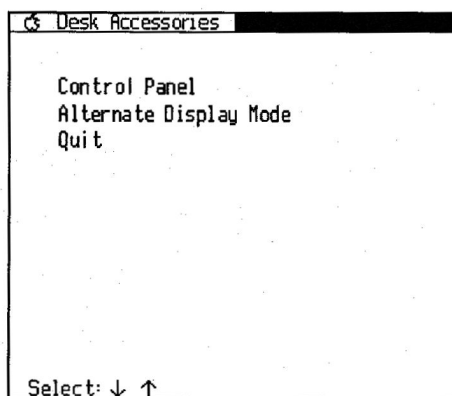 Desk Accessories
Control Panel
Alternate Display Mode
Quit
Select: ↓ ↑